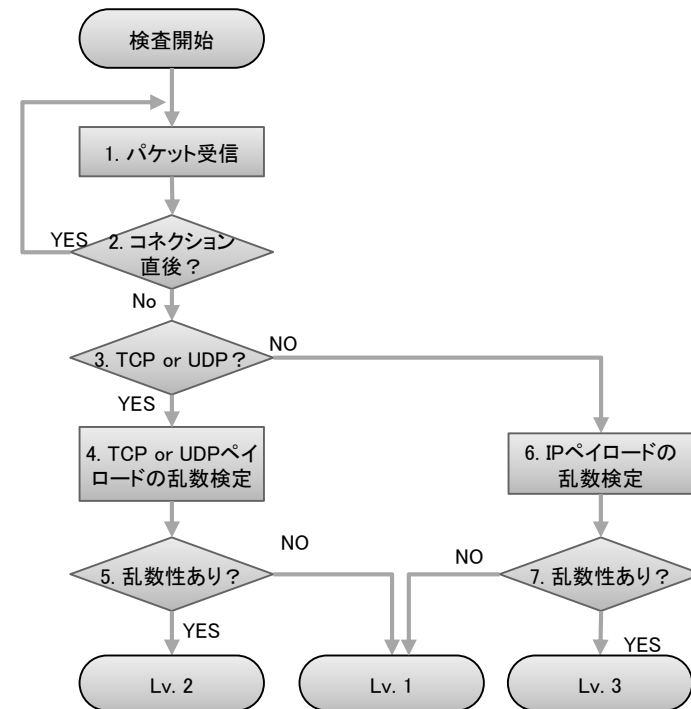 検査開始
1. パケット受信
YES
2. コネクション
直後？
No
3. TCP or UDP？
NO
YES
4. TCP or UDPペイ
ロードの乱数検定
6. IPペイロードの
乱数検定
5. 乱数性あり？
NO
NO
7. 乱数性あり？
YES
YES
Lv. 2
Lv. 1
Lv. 3